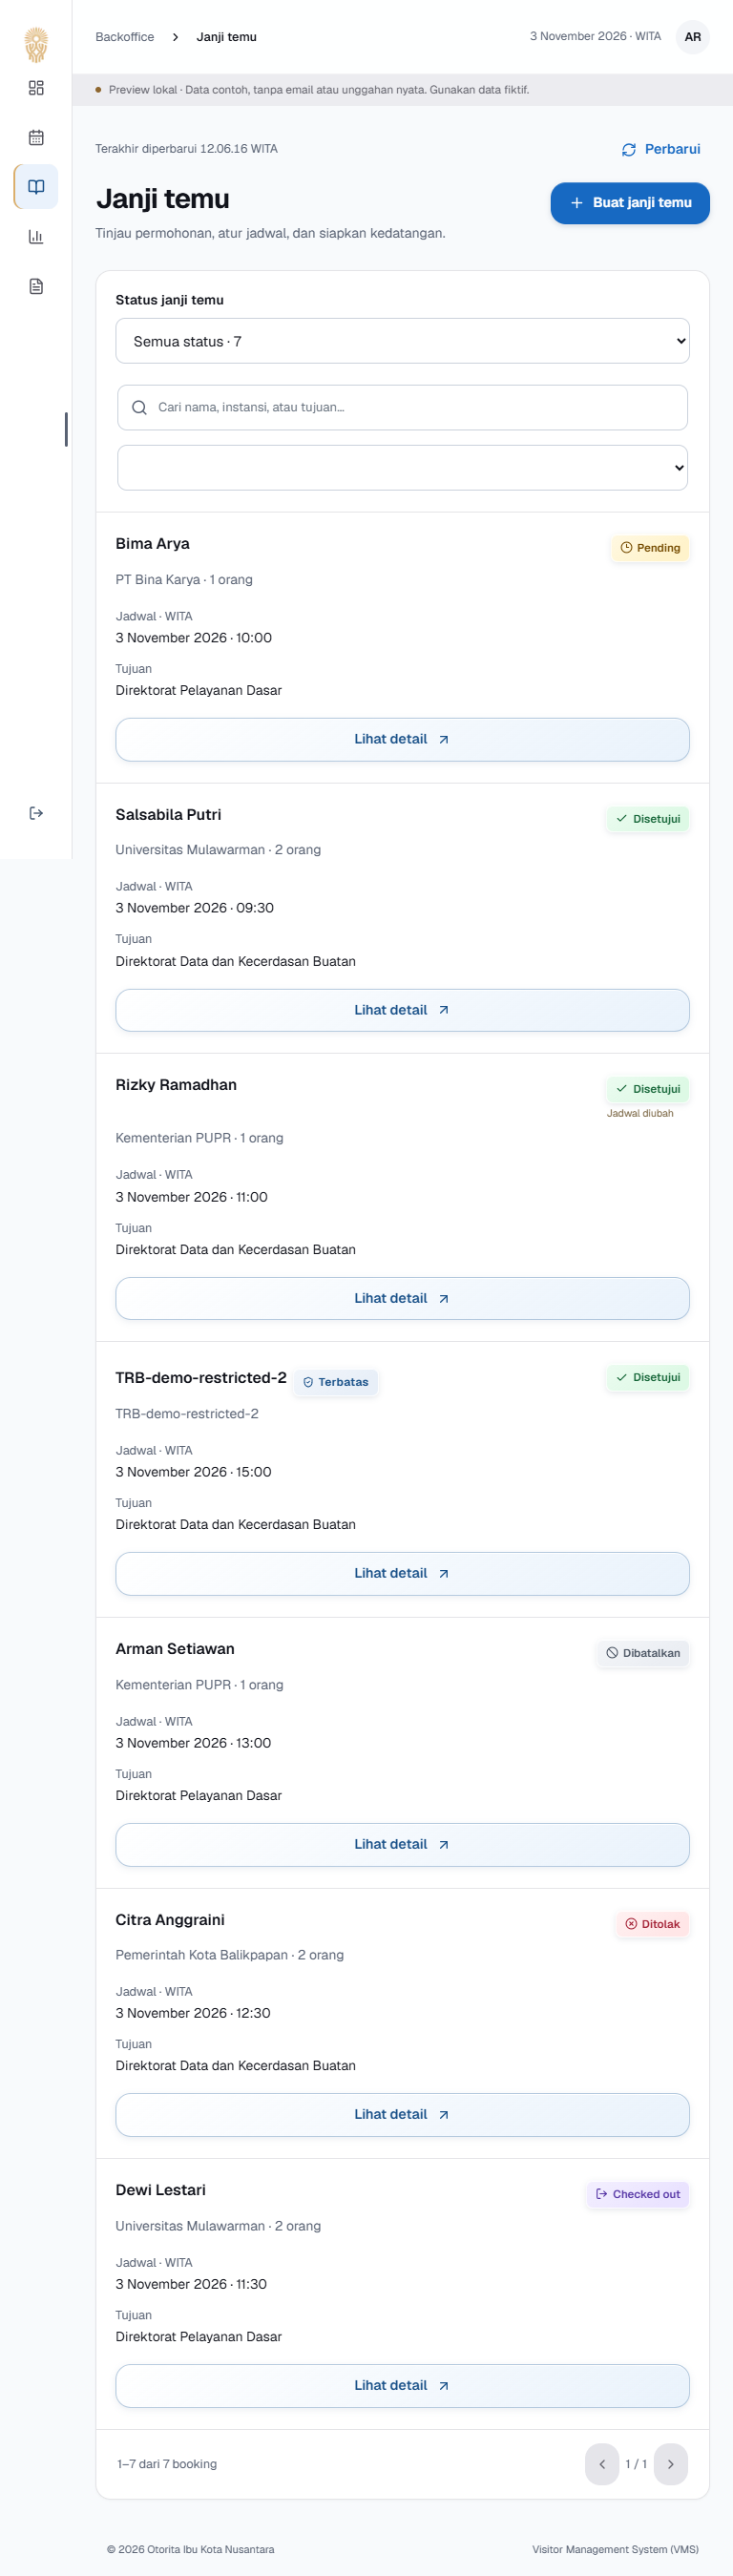 Backoffice > Janji temu
3 November 2026 · WITA
AR
Preview lokal · Data contoh, tanpa email atau unggahan nyata. Gunakan data fiktif.
Terakhir diperbarui 12.06.16 WITA
Perbarui
Janji temu
Buat janji temu
Tinjau permohonan, atur jadwal, dan siapkan kedatangan.
Status janji temu
Semua status · 7
Cari nama, instansi, atau tujuan...
Bima Arya
Pending
PT Bina Karya · 1 orang
Jadwal · WITA
3 November 2026 · 10:00
Tujuan
Direktorat Pelayanan Dasar
Lihat detail
Salsabila Putri
Disetujui
Universitas Mulawarman · 2 orang
Jadwal · WITA
3 November 2026 · 09:30
Tujuan
Direktorat Data dan Kecerdasan Buatan
Lihat detail
Rizky Ramadhan
Disetujui
Jadwal diubah
Kementerian PUPR · 1 orang
Jadwal · WITA
3 November 2026 · 11:00
Tujuan
Direktorat Data dan Kecerdasan Buatan
Lihat detail
TRB-demo-restricted-2
Terbatas
Disetujui
TRB-demo-restricted-2
Jadwal · WITA
3 November 2026 · 15:00
Tujuan
Direktorat Data dan Kecerdasan Buatan
Lihat detail
Arman Setiawan
Dibatalkan
Kementerian PUPR · 1 orang
Jadwal · WITA
3 November 2026 · 13:00
Tujuan
Direktorat Pelayanan Dasar
Lihat detail
Citra Anggraini
Ditolak
Pemerintah Kota Balikpapan · 2 orang
Jadwal · WITA
3 November 2026 · 12:30
Tujuan
Direktorat Data dan Kecerdasan Buatan
Lihat detail
Dewi Lestari
Checked out
Universitas Mulawarman · 2 orang
Jadwal · WITA
3 November 2026 · 11:30
Tujuan
Direktorat Pelayanan Dasar
Lihat detail
1–7 dari 7 booking
1 / 1
© 2026 Otorita Ibu Kota Nusantara
Visitor Management System (VMS)